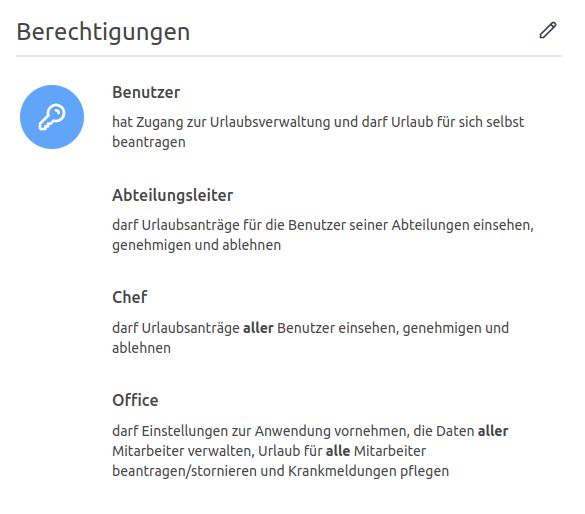 Berechtigungen
Benutzer
hat Zugang zur Urlaubsverwaltung und darf Urlaub für sich selbst
beantragen
Abteilungsleiter
darf Urlaubsanträge für die Benutzer seiner Abteilungen einsehen,
genehmigen und ablehnen
Chef
darf Urlaubsanträge aller Benutzer einsehen, genehmigen und
ablehnen
Office
darf Einstellungen zur Anwendung vornehmen, die Daten aller
Mitarbeiter verwalten, Urlaub für alle Mitarbeiter
beantragen/stornieren und Krankmeldungen pflegen